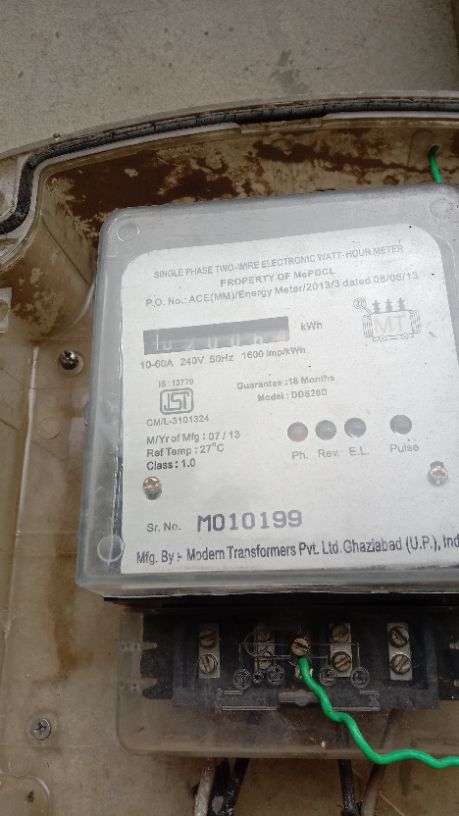 SINGLE PHASE TWO-WIRE ELECTRONIC WATT-HOUR METER
PROPERTY OF MePDCL
P.O. No.: ACE(MM)/Energy Meter/2013/3 dated 08/05/13
kWh
MT
10-60A 240V 50Hz 1600 Imp/kWh
IS : 13779
Guarantee : 18 Months
Model : DDS26D
CM/L-3101324
M/Yr of Mfg : 07 / 13
Ref Temp : 27°C
Class : 1.0
Ph. Rev. E.L. Pulse
Sr. No. M010199
Mfg. By :- Modern Transformers Pvt. Ltd. Ghaziabad (U.P.), Ind